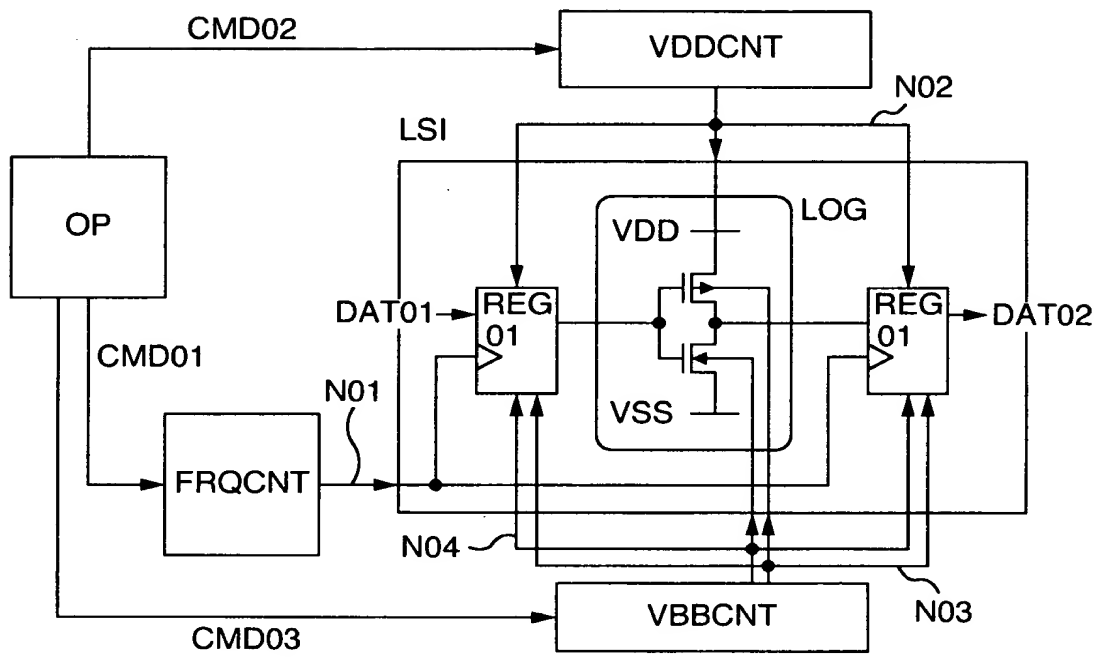 CMD02
VDDCNT
N02
LSI
OP
LOG
VDD
DAT01
REG
01
REG
01
DAT02
CMD01
N01
VSS
FRQCNT
N04
N03
VBBCNT
CMD03